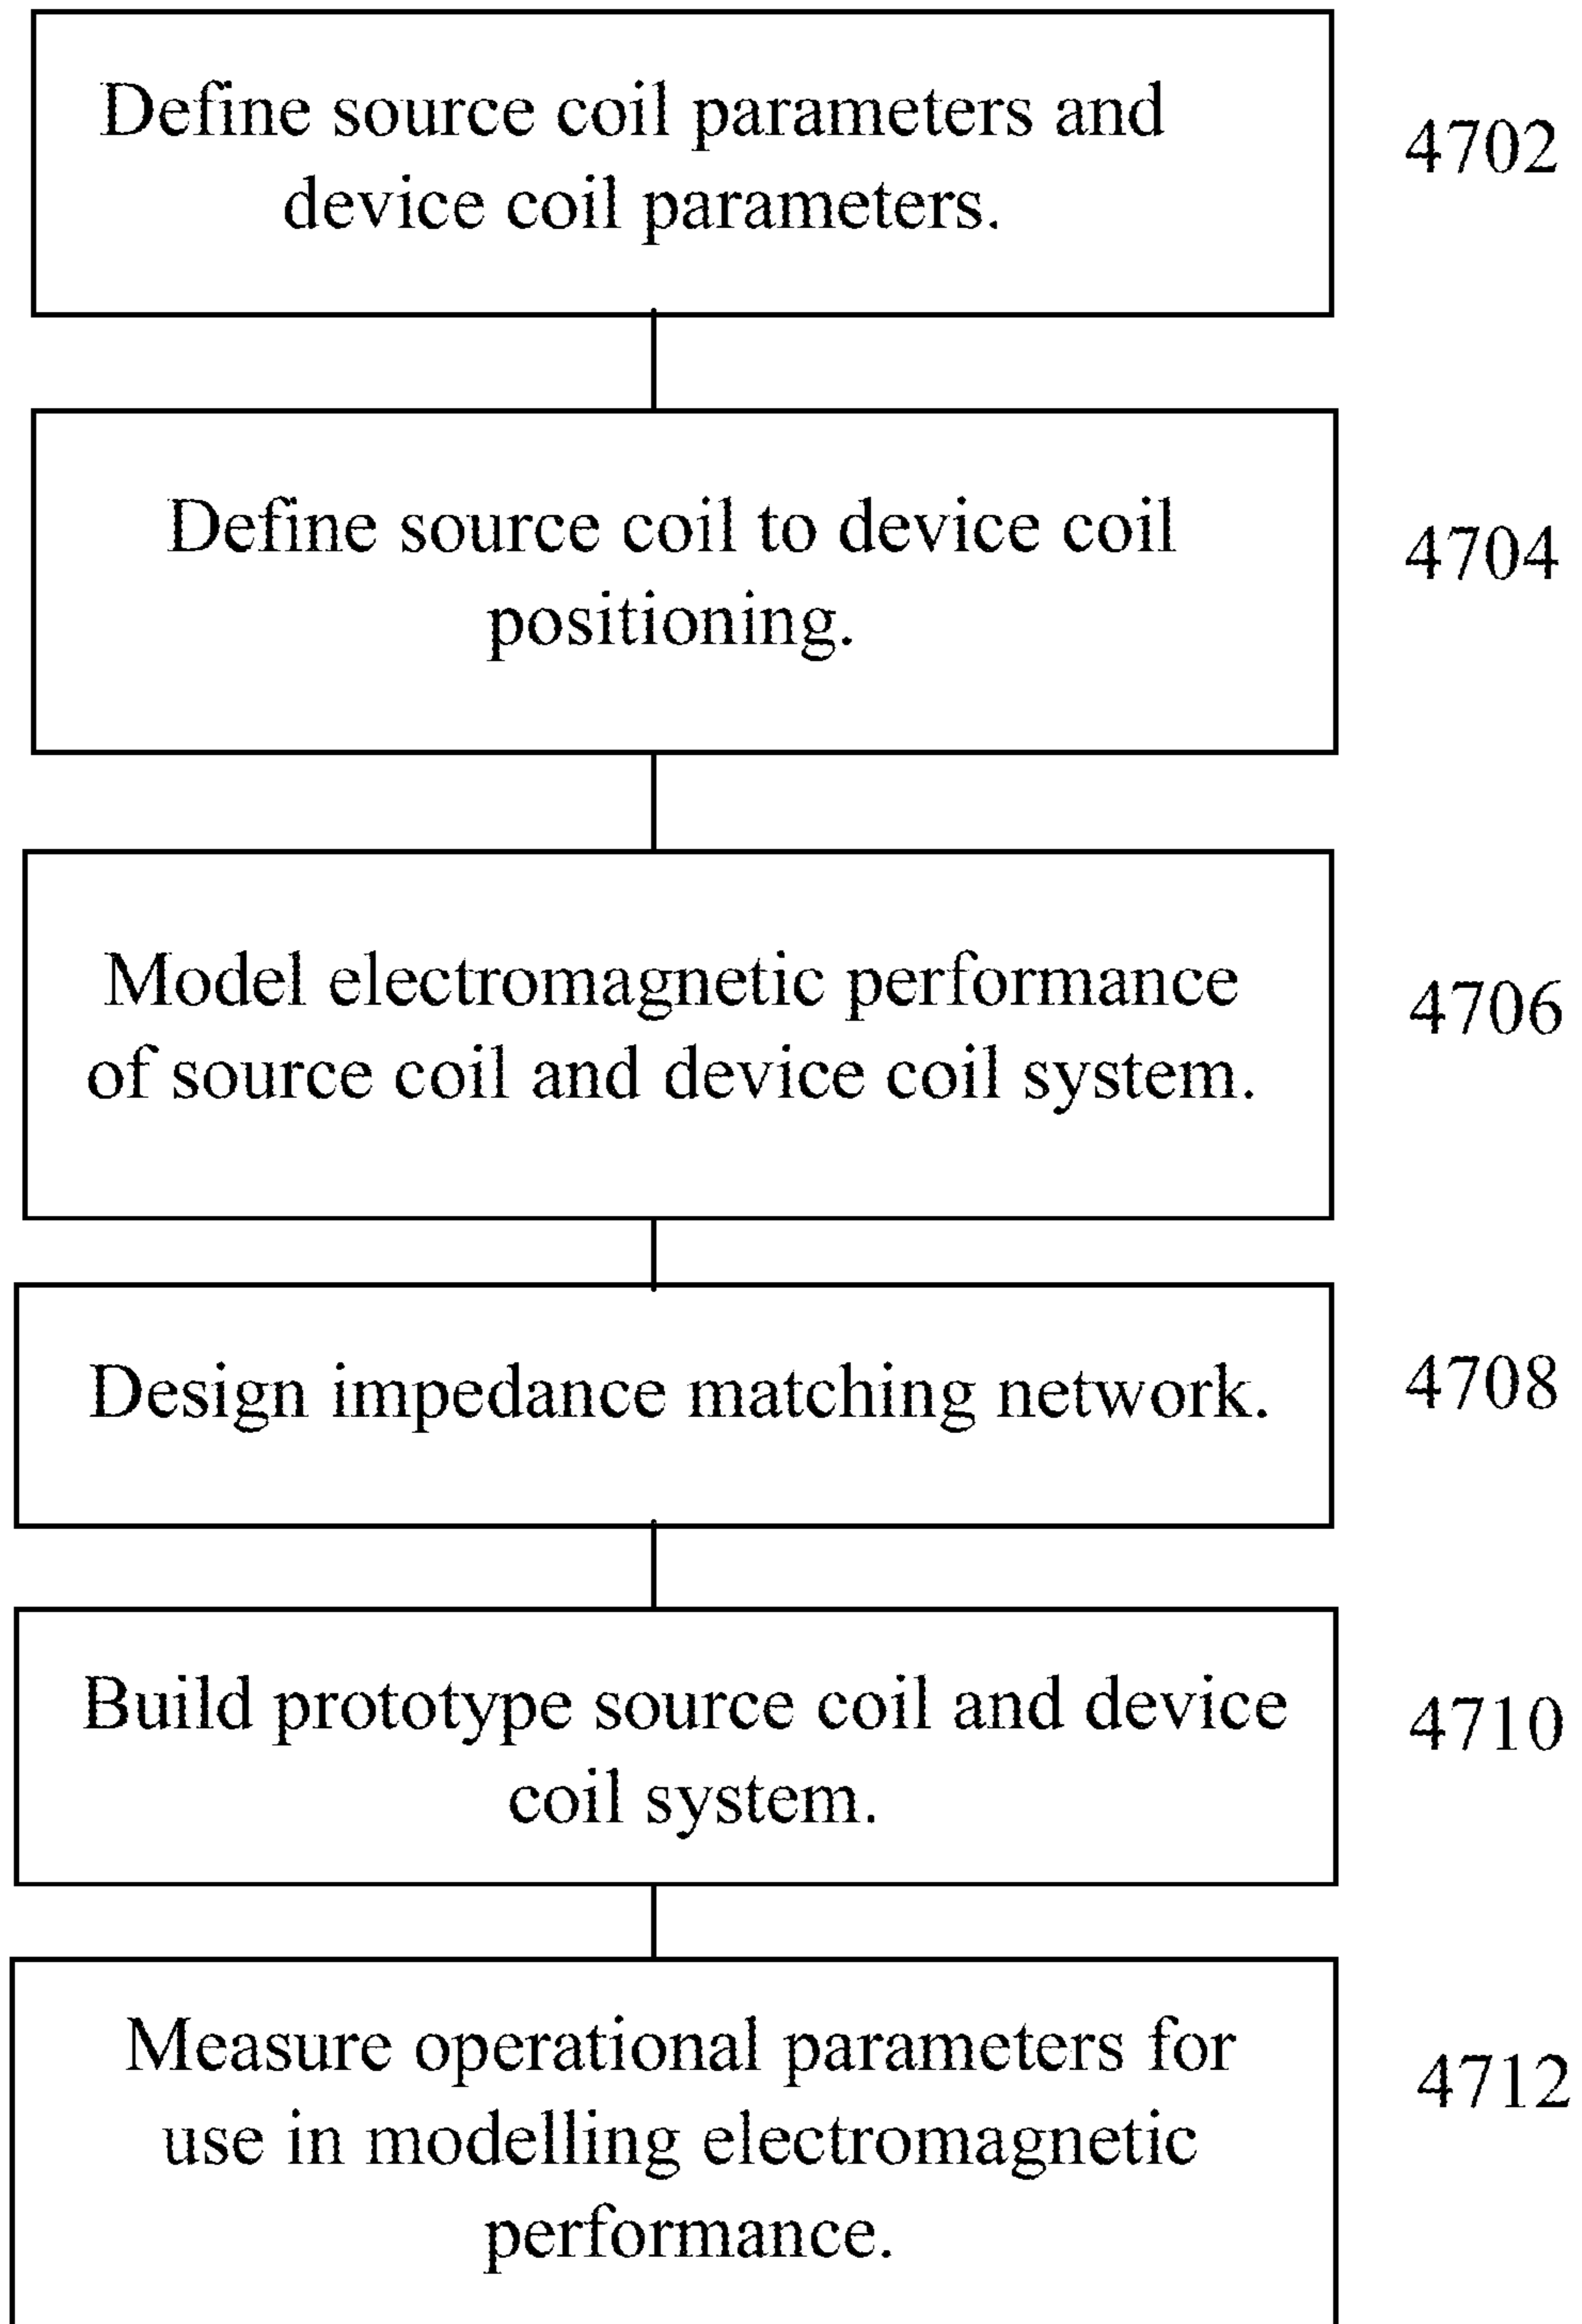 Define source coil parameters and
device coil parameters.
4702
Define source coil to device coil
positioning.
4704
Model electromagnetic performance
of source coil and device coil system.
4706
Design impedance matching network.
4708
Build prototype source coil and device
coil system.
4710
Measure operational parameters for
use in modelling electromagnetic
performance.
4712